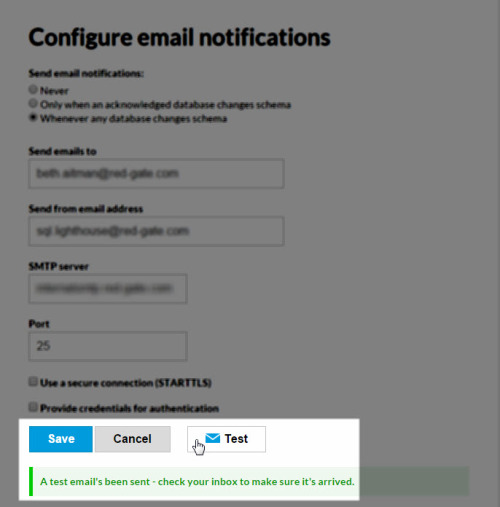 Configure email notifications
Send email notifications:
Never
Only when an acknowledged database changes schema
Whenever any database changes schema
Send emails to
beth.aitman@red-gate.com
Send from email address
sql.lighthouse@red-gate.com
SMTP server
Port
25
Use a secure connection (STARTTLS)
Provide credentials for authentication
Save Cancel Test
A test email's been sent - check your inbox to make sure it's arrived.